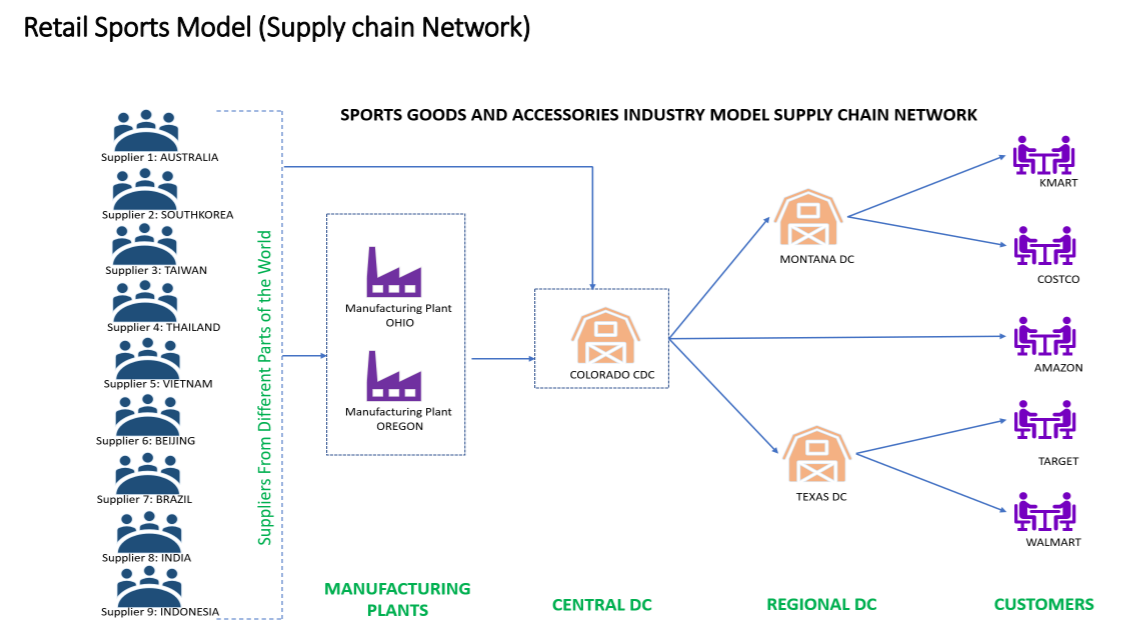 Retail Sports Model (Supply chain Network)
SPORTS GOODS AND ACCESSORIES INDUSTRY MODEL SUPPLY CHAIN NETWORK
Supplier 1: AUSTRALIA
Supplier 2: SOUTHKOREA
Supplier 3: TAIWAN
Supplier 4: THAILAND
Supplier 5: VIETNAM
Supplier 6: BEIJING
Supplier 7: BRAZIL
Supplier 8: INDIA
Supplier 9: INDONESIA
Suppliers From Different Parts of the World
Manufacturing Plant
OHIO
Manufacturing Plant
OREGON
COLORADO CDC
MONTANA DC
TEXAS DC
KMART
COSTCO
AMAZON
TARGET
WALMART
MANUFACTURING
PLANTS
CENTRAL DC
REGIONAL DC
CUSTOMERS